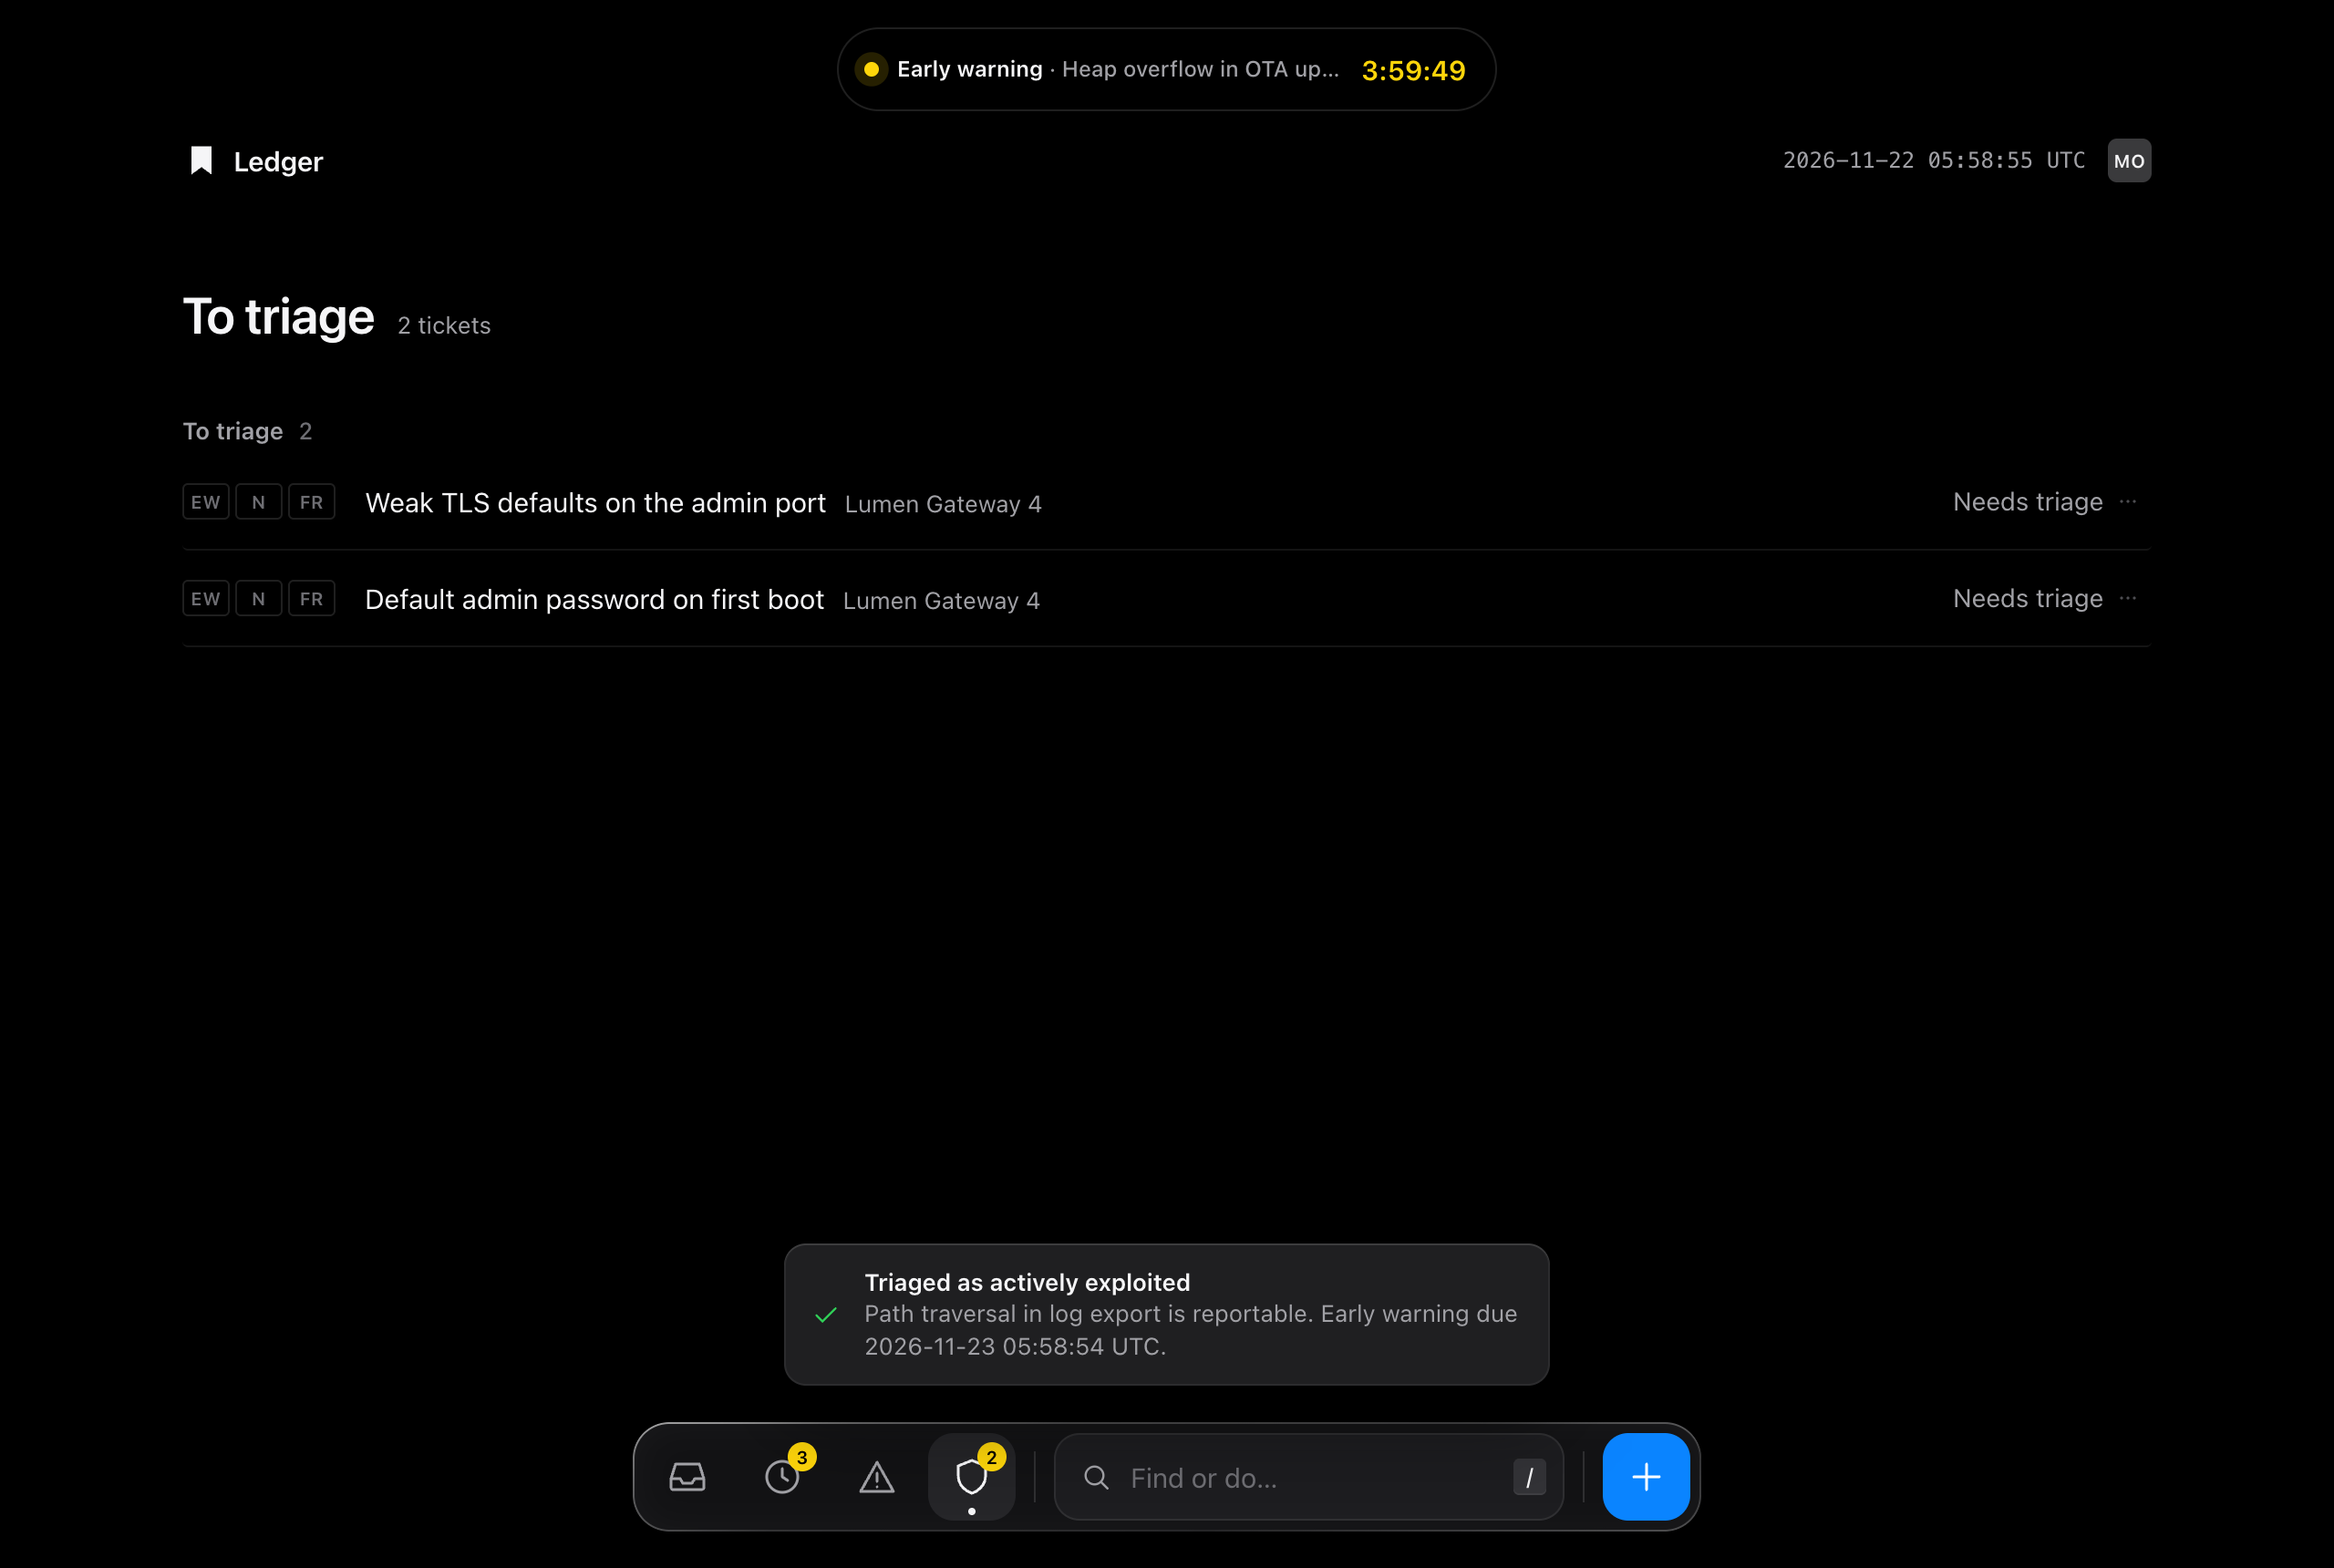 Early warning · Heap overflow in OTA up... 3:59:49
Ledger
2026-11-22 05:58:55 UTC MO
To triage 2 tickets
To triage 2
EW N FR Weak TLS defaults on the admin port Lumen Gateway 4 Needs triage ···
EW N FR Default admin password on first boot Lumen Gateway 4 Needs triage ···
Triaged as actively exploited
Path traversal in log export is reportable. Early warning due
2026-11-23 05:58:54 UTC.
3 2 Find or do... /